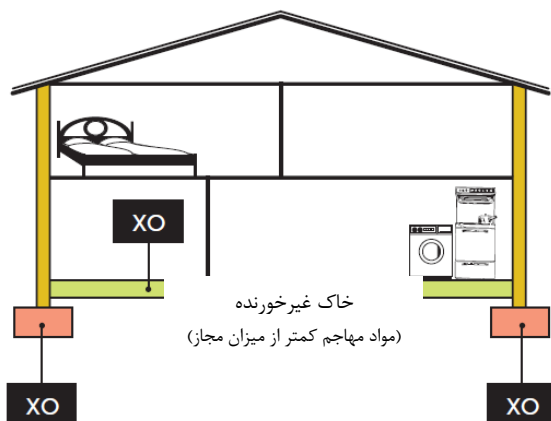 XO
خاک غیرخورنده
(مواد مهاجم کمتر از میزان مجاز)
XO
XO